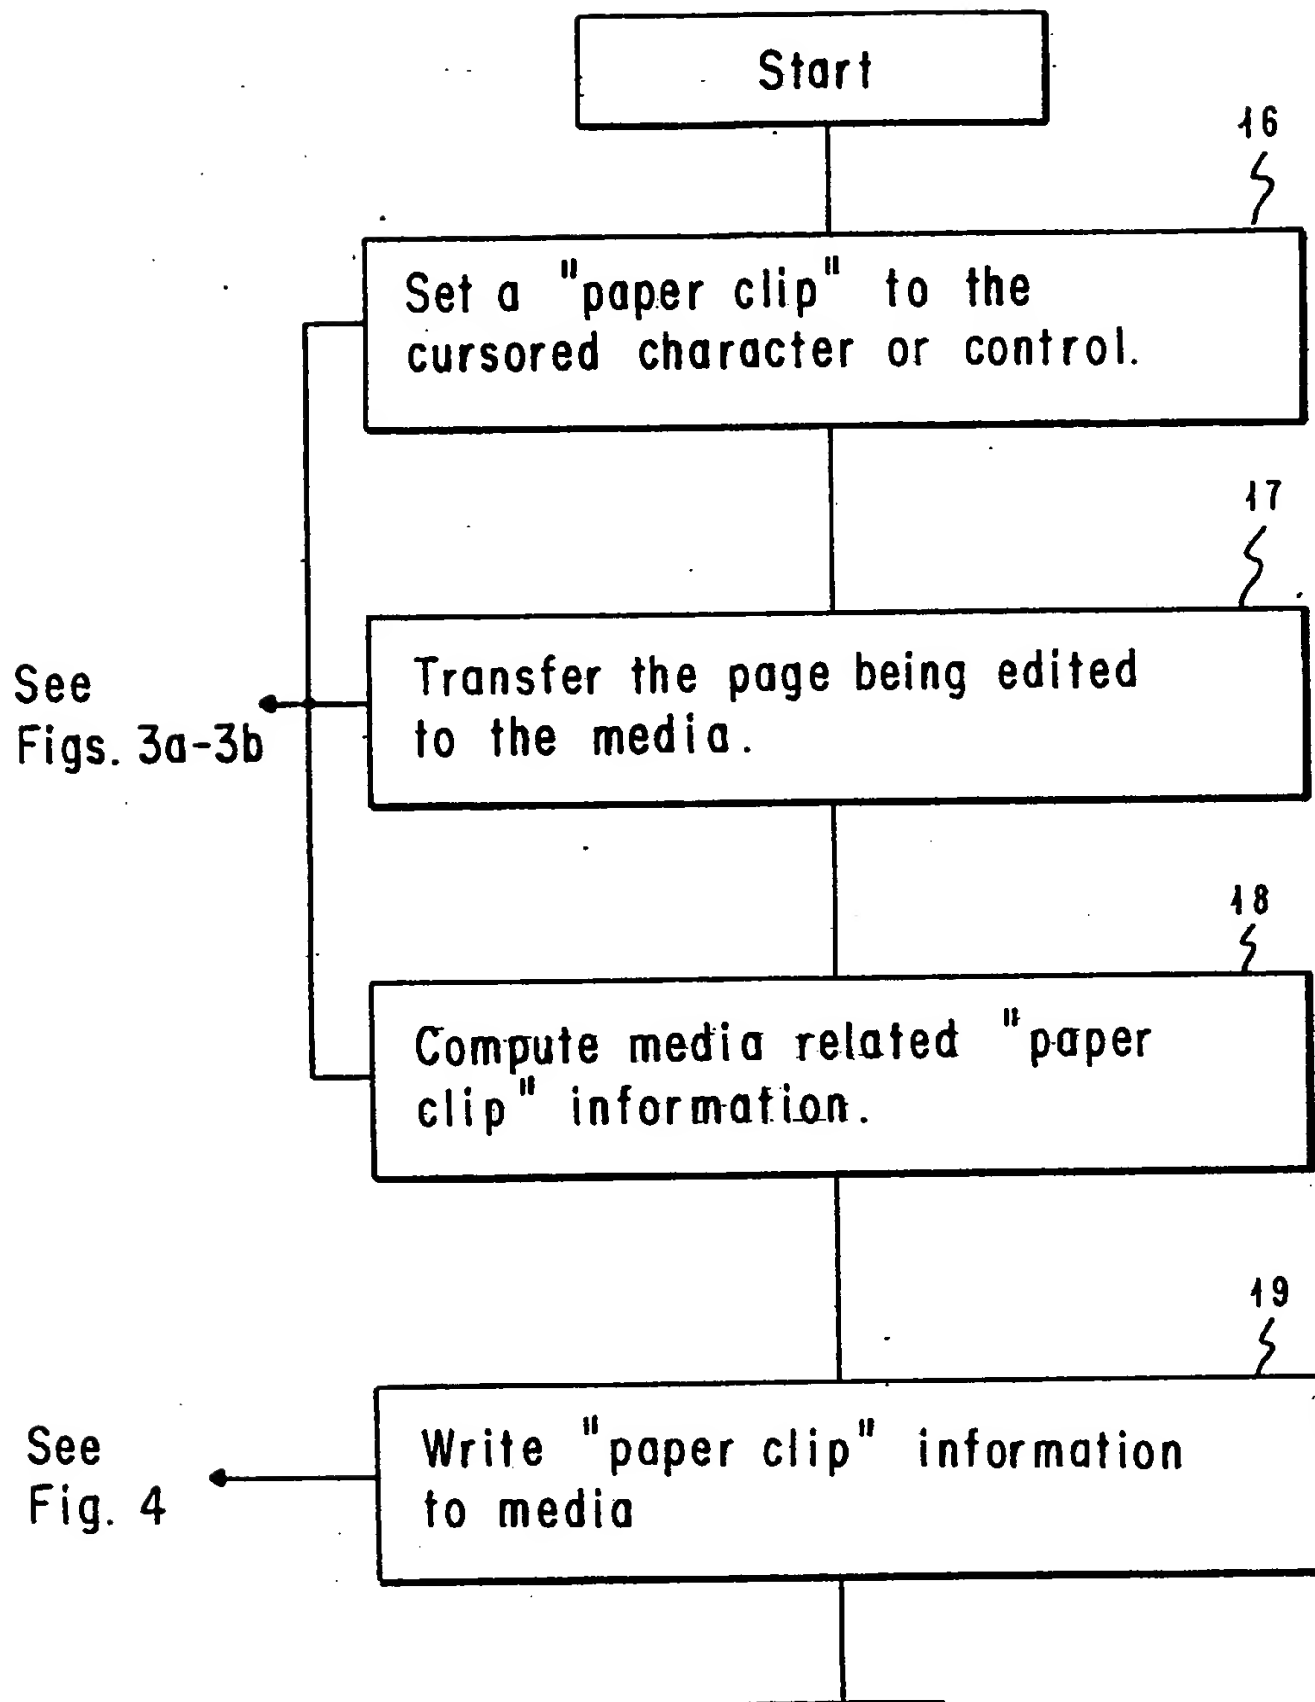 Start
16
Set a "paper clip" to the
cursored character or control.
17
Transfer the page being edited
to the media.
See
Figs. 3a-3b
18
Compute media related "paper
clip" information.
19
Write "paper clip" information
to media
See
Fig. 4